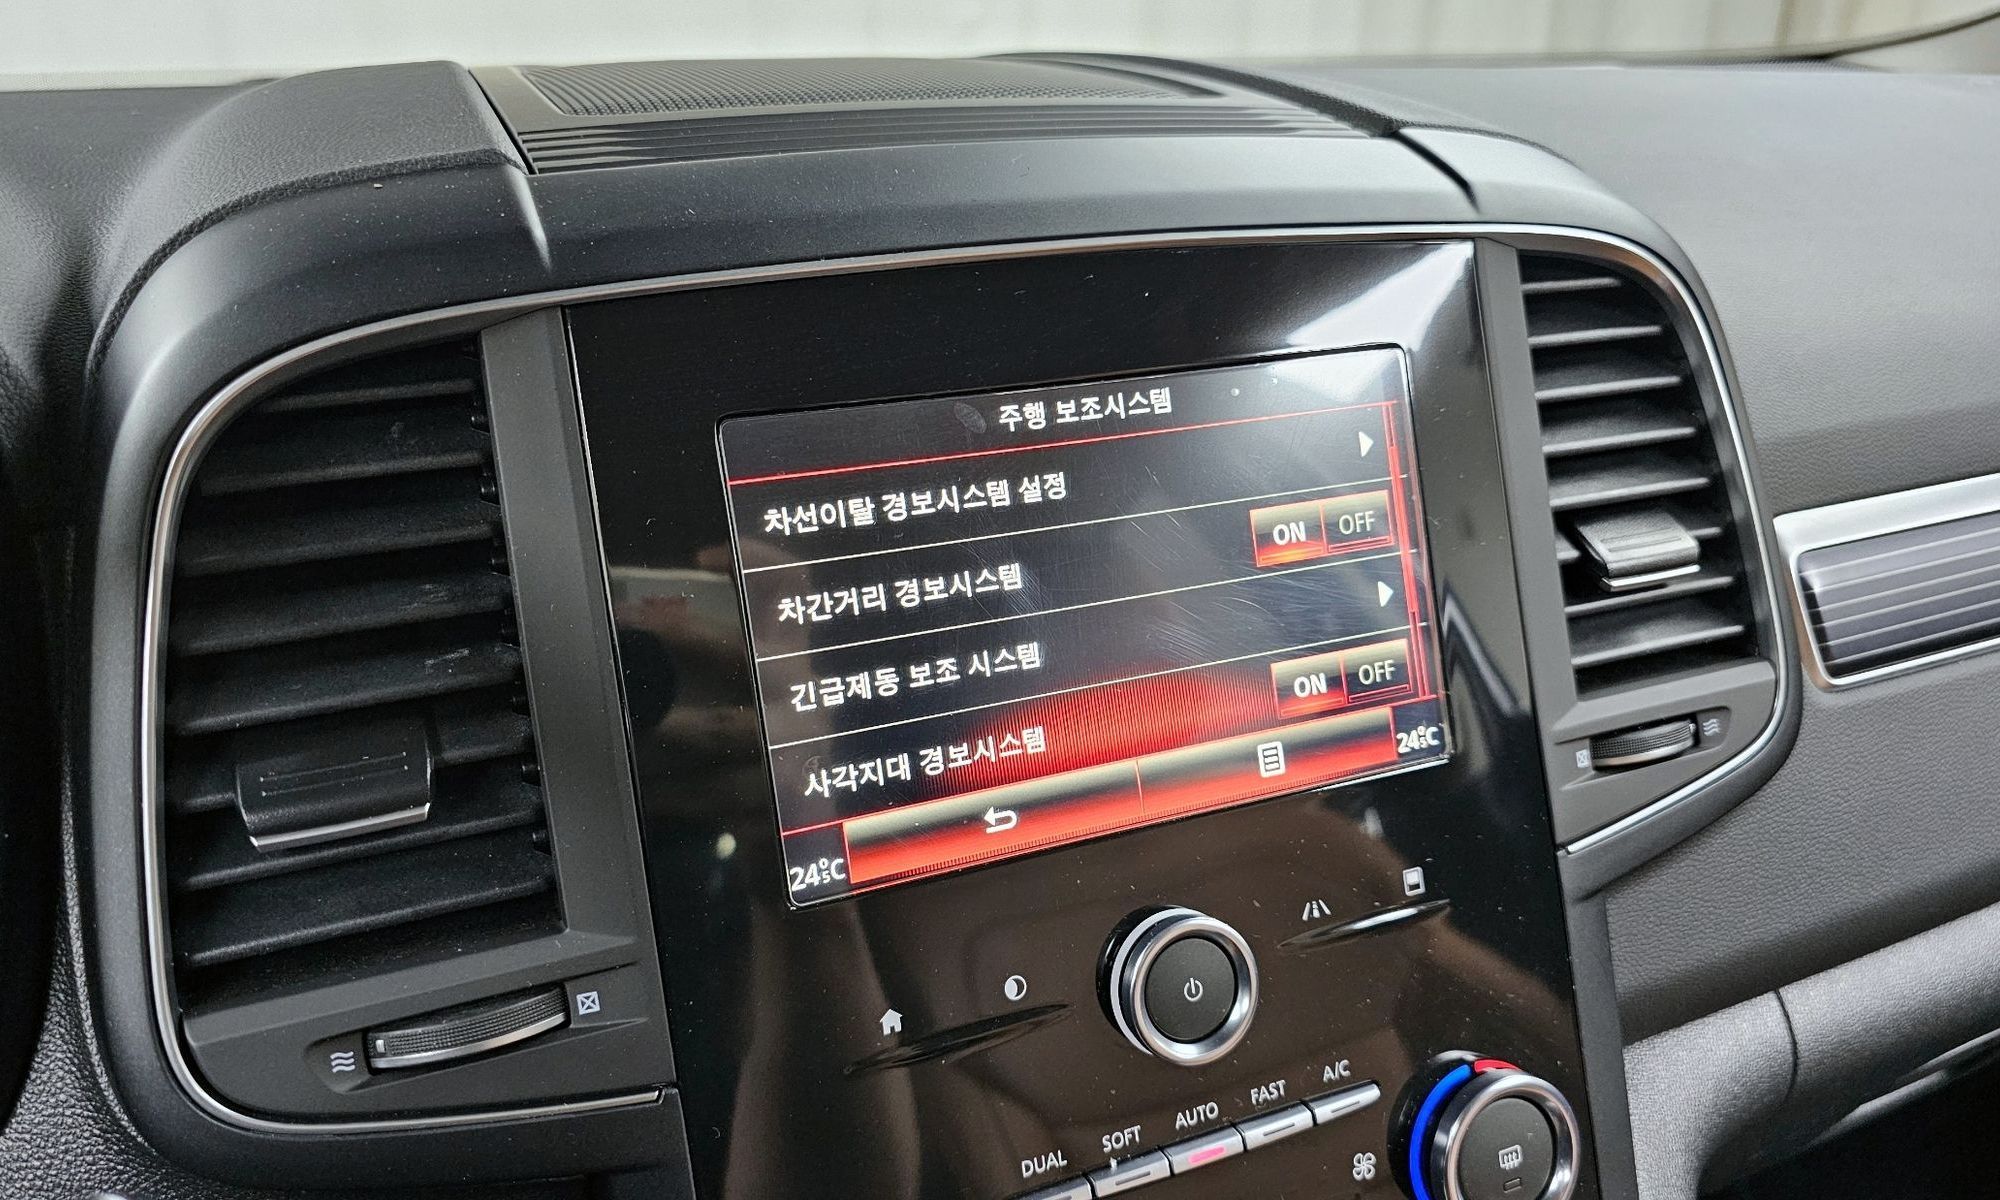 주행 보조시스템
차선이탈 경보시스템 설정
차간거리 경보시스템
ON OFF
긴급제동 보조 시스템
사각지대 경보시스템
ON OFF
24.5°C
24.5°C
DUAL SOFT AUTO FAST A/C